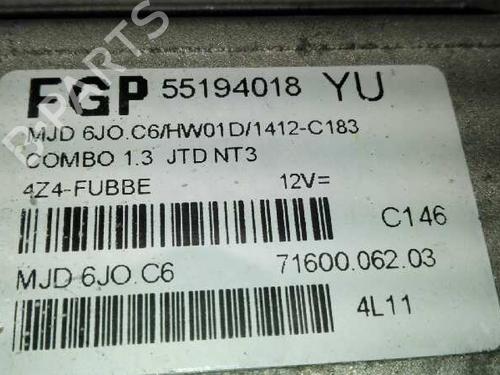 FGP 55194018 YU
MJD 6JO.C6/HW01D/1412-C183
COMBO 1.3 JTD NT3
4Z4-FUBBE 12V=
C146
MJD 6JO.C6 71600.062.03
4L11
BPARTS